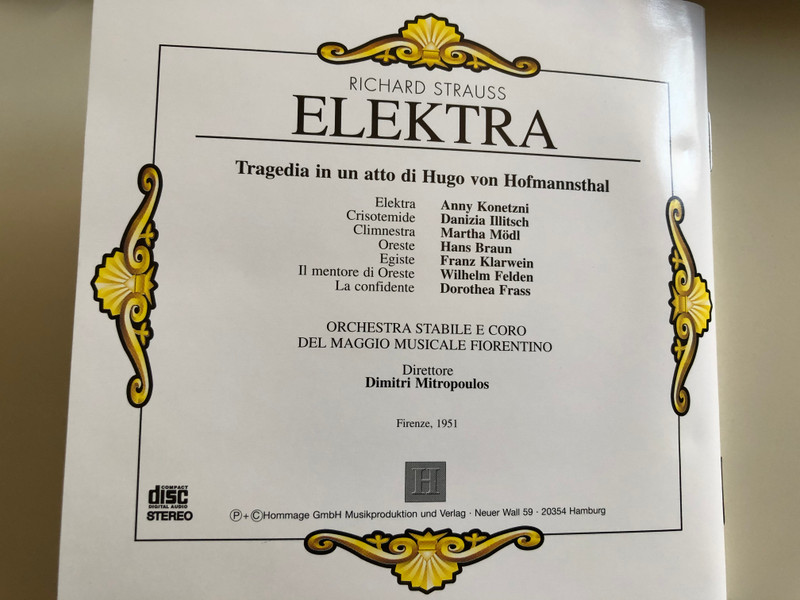 RICHARD STRAUSS
ELEKTRA
Tragedia in un atto di Hugo von Hofmannsthal
Elektra Anny Konetzni
Crisotemide Danizia Illitsch
Climnestra Martha Mödl
Oreste Hans Braun
Egiste Franz Klarwein
Il mentore di Oreste Wilhelm Felden
La confidente Dorothea Frass
ORCHESTRA STABILE E CORO
DEL MAGGIO MUSICALE FIORENTINO
Direttore
Dimitri Mitropoulos
Firenze, 1951
H
COMPACT
disc
DIGITAL AUDIO
STEREO
Ⓟ+ⒸHommage GmbH Musikproduktion und Verlag · Neuer Wall 59 · 20354 Hamburg